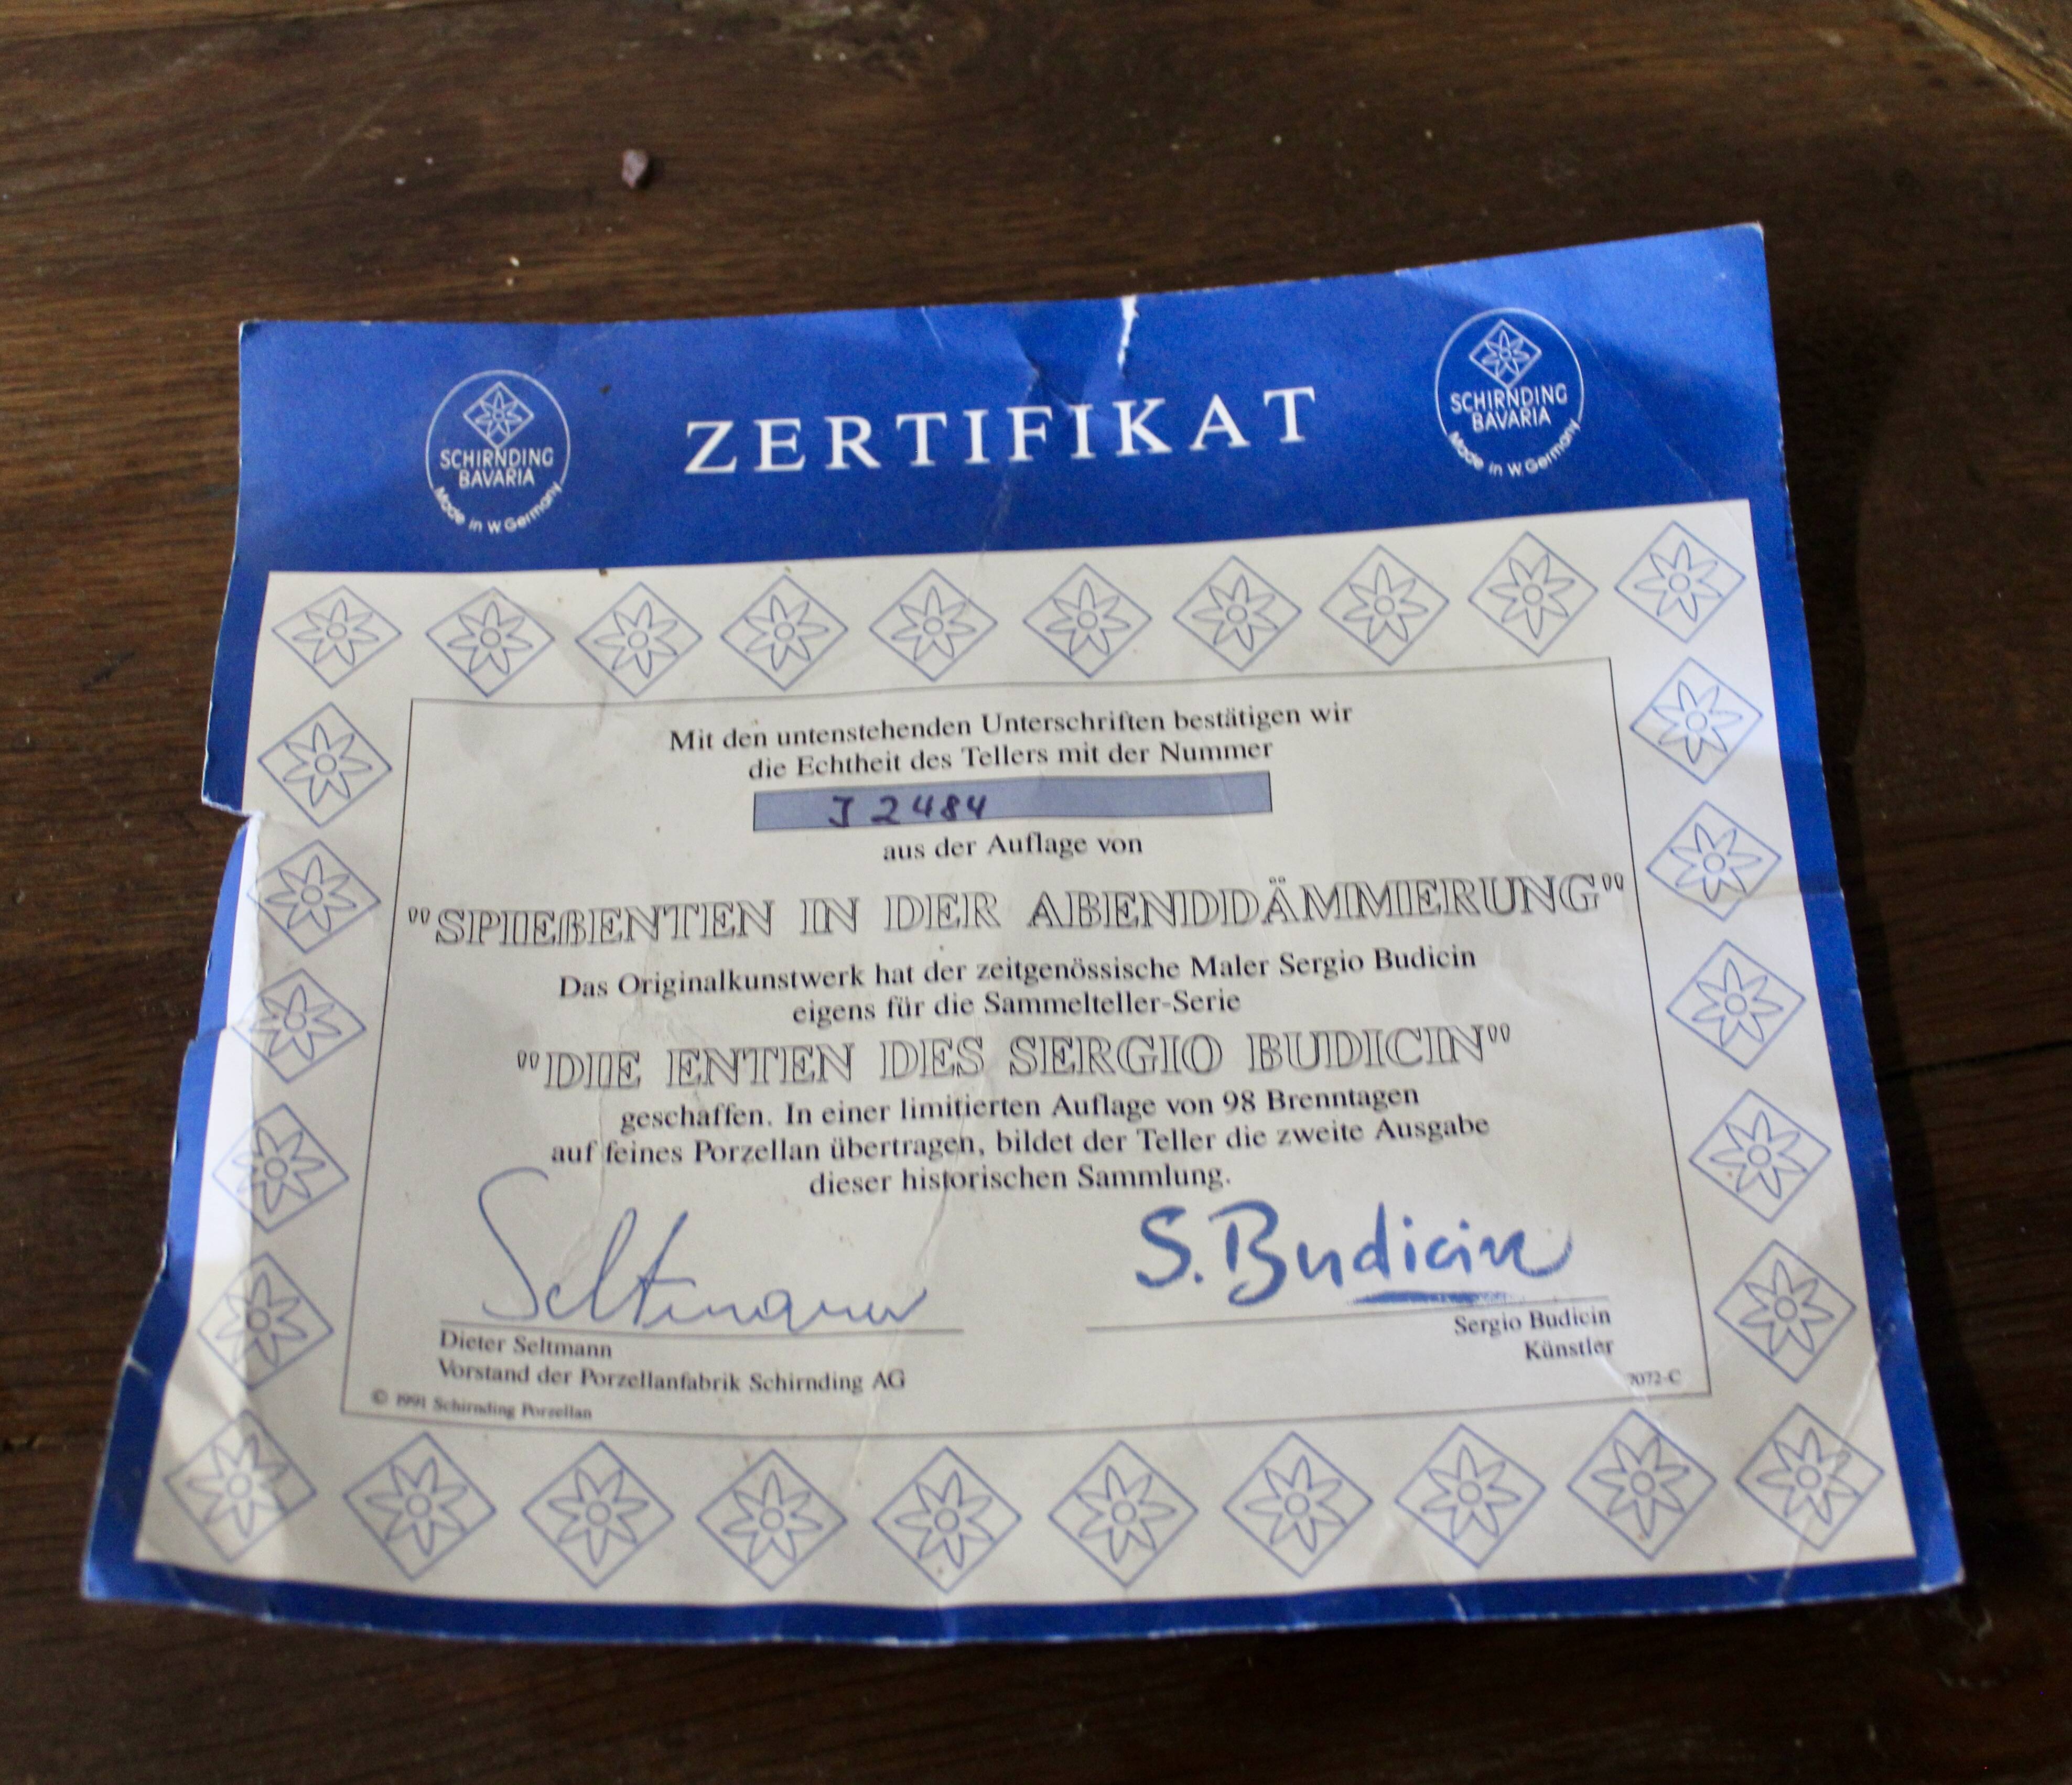 ZERTIFIKAT
SCHIRNDING
BAVARIA
Made in W. Germany
SCHIRNDING
BAVARIA
Made in W. Germany
Mit den untenstehenden Unterschriften bestätigen wir
die Echtheit des Tellers mit der Nummer
J 2484
aus der Auflage von
"SPIEßENTEN IN DER ABENDDÄMMERUNG"
Das Originalkunstwerk hat der zeitgenössische Maler Sergio Budicin
eigens für die Sammelteller-Serie
"DIE ENTEN DES SERGIO BUDICIN"
geschaffen. In einer limitierten Auflage von 98 Brenntagen
auf feines Porzellan übertragen, bildet der Teller die zweite Ausgabe
dieser historischen Sammlung.
Seltmann
S. Budicin
Dieter Seltmann
Vorstand der Porzellanfabrik Schirnding AG
Sergio Budicin
Künstler
© 1991 Schirnding Porzellan
7072-C